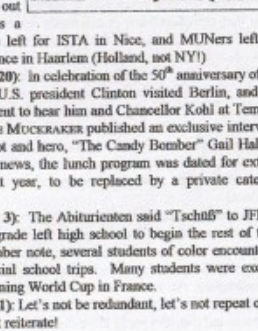 out
s a
left for ISTA in Nice, and MUNers left
nce in Haarlem (Holland, not NY!)
20): In celebration of the 50th anniversary of
U.S. president Clinton visited Berlin, and
ent to hear him and Chancellor Kohl at Tem
s MUCKRAKER published an exclusive interv
ot and hero, "The Candy Bomber" Gail Hal
news, the lunch program was dated for ext
t year, to be replaced by a private cate
3): The Abiturienten said "Tschüß" to JF
grade left high school to begin the rest of t
ber note, several students of color encount
cial school trips. Many students were exc
ning World Cup in France.
1): Let's not be redundant, let's not repeat o
t reiterate!